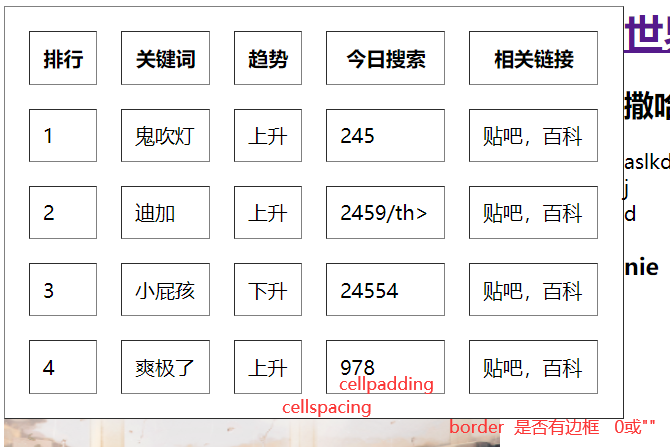 排行 关键词 趋势 今日搜索 相关链接
1 鬼吹灯 上升 245 贴吧，百科
2 迪加 上升 2459/th> 贴吧，百科
3 小屁孩 下升 24554 贴吧，百科
4 爽极了 上升 978 贴吧，百科
cellpadding
cellspacing
border 是否有边框 0或""
世
撒
aslkd
j
d
nie